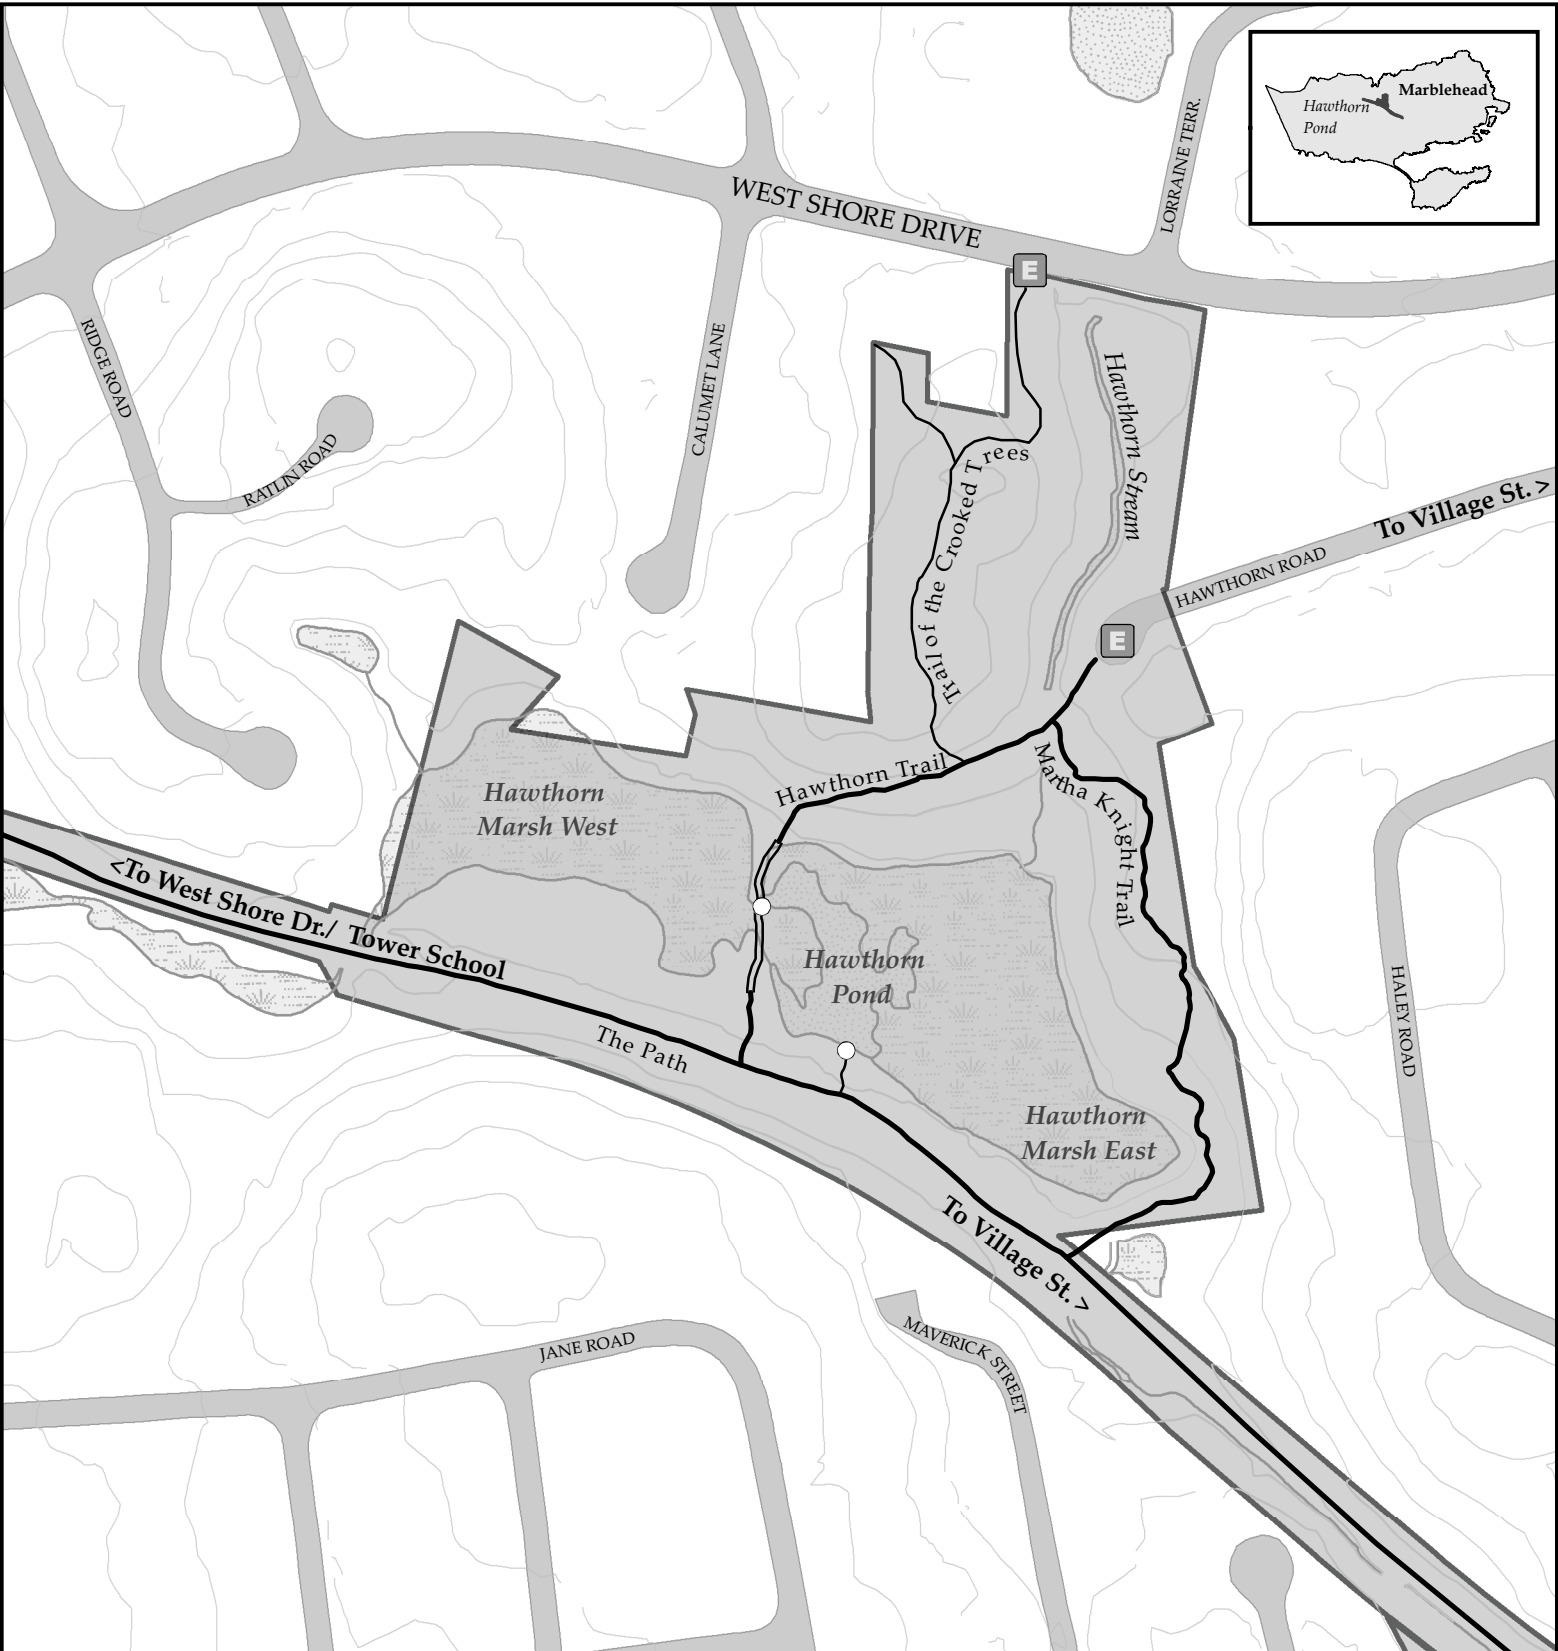 Marblehead
Hawthorn
Pond
LORRAINE TERR.
WEST SHORE DRIVE
E
RIDGE ROAD
CALUMET LANE
RATLIN ROAD
Hawthorn Stream
Trail of the Crooked Trees
To Village St. >
HAWTHORN ROAD
E
Hawthorn Trail
Martha Knight Trail
Hawthorn
Marsh West
<To West Shore Dr./ Tower School
Hawthorn
Pond
The Path
HALEY ROAD
Hawthorn
Marsh East
To Village St. >
MAVERICK STREET
JANE ROAD